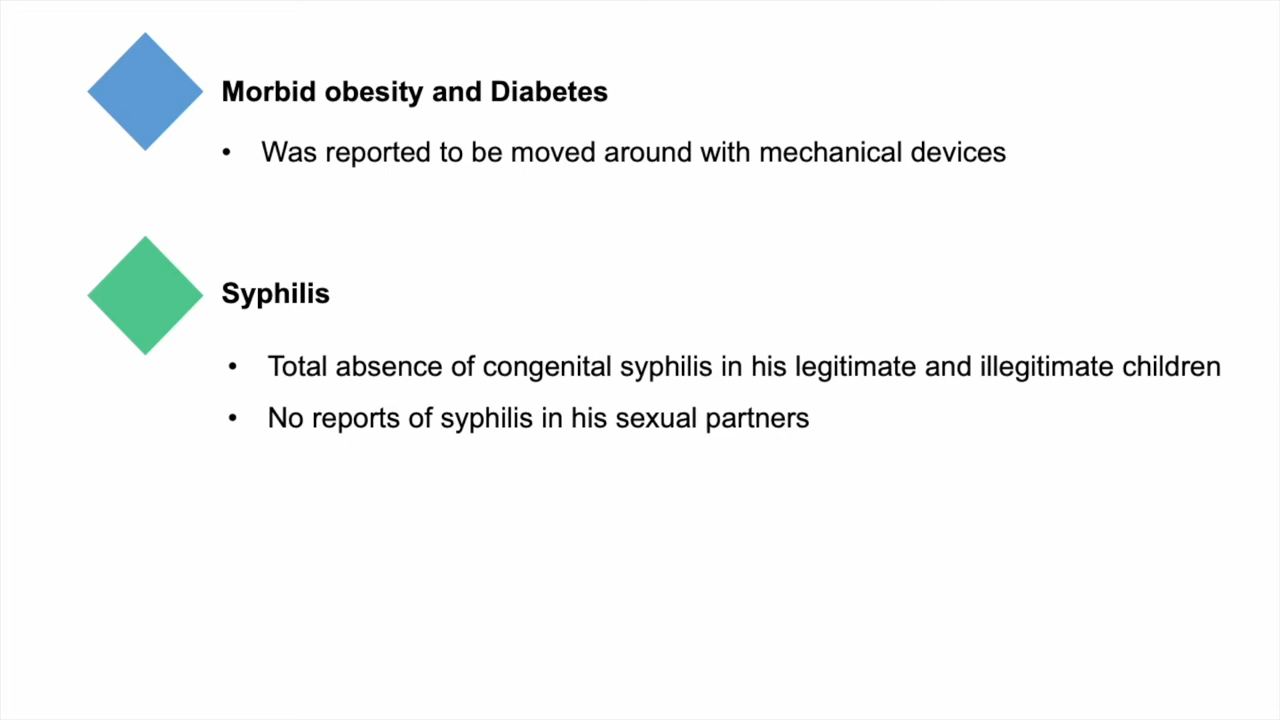 Morbid obesity and Diabetes
• Was reported to be moved around with mechanical devices
Syphilis
• Total absence of congenital syphilis in his legitimate and illegitimate children
• No reports of syphilis in his sexual partners